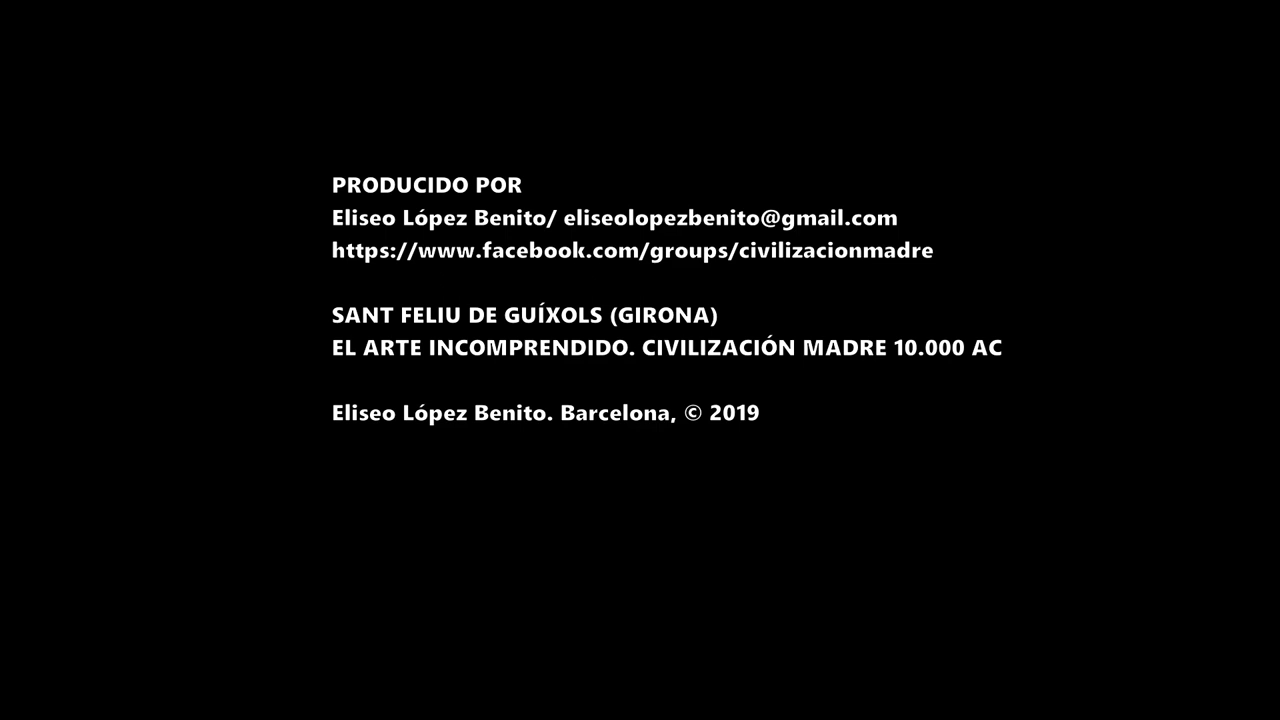 PRODUCIDO POR
Eliseo López Benito/ eliseolopezbenito@gmail.com
https://www.facebook.com/groups/civilizacionmadre
SANT FELIU DE GUÍXOLS (GIRONA)
EL ARTE INCOMPRENDIDO. CIVILIZACIÓN MADRE 10.000 AC
Eliseo López Benito. Barcelona, © 2019